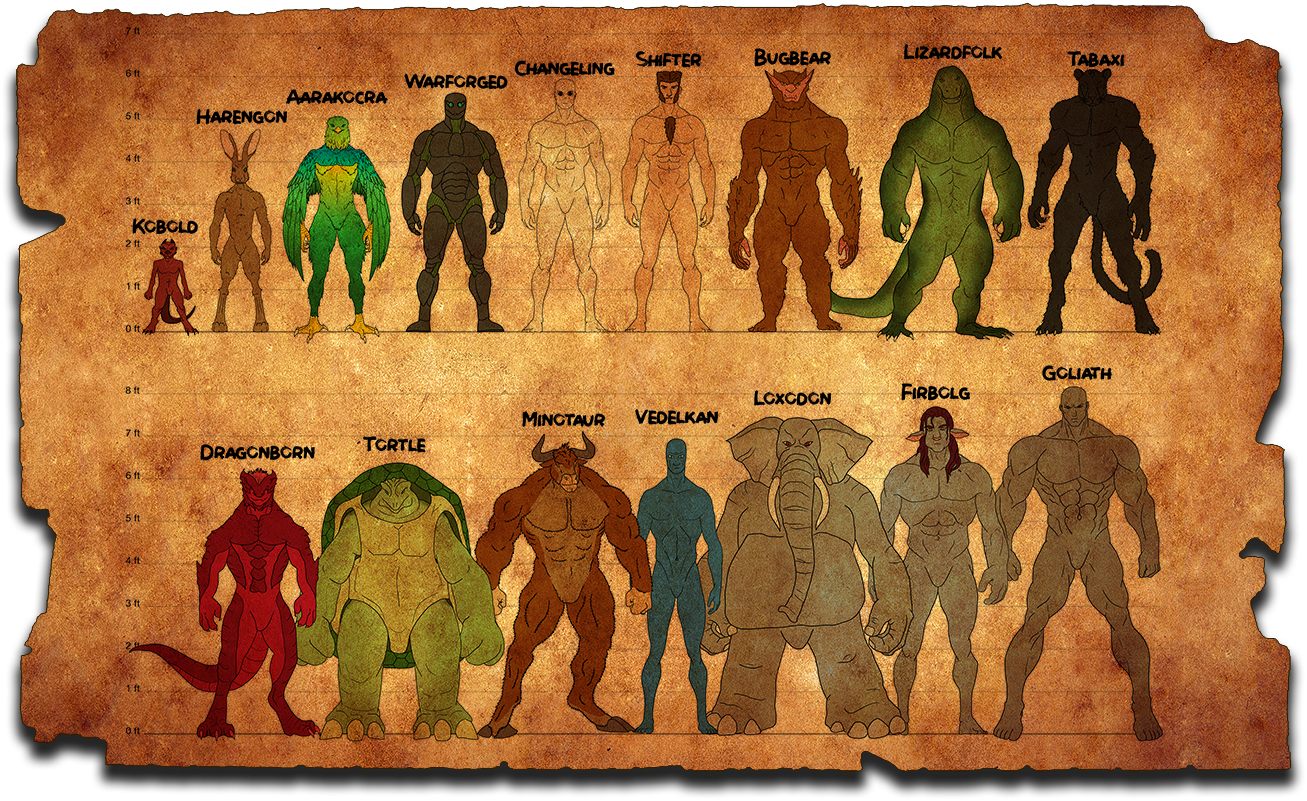 7 ft
6 ft
5 ft
4 ft
3 ft
2 ft
1 ft
0 ft
Kobold
Harengon
Aarakocra
Warforged
Changeling
Shifter
Bugbear
Lizardfolk
Tabaxi
8 ft
7 ft
6 ft
5 ft
4 ft
3 ft
2 ft
1 ft
0 ft
Dragonborn
Tortle
Minotaur
Vedelkan
Loxodon
Firbolg
Goliath